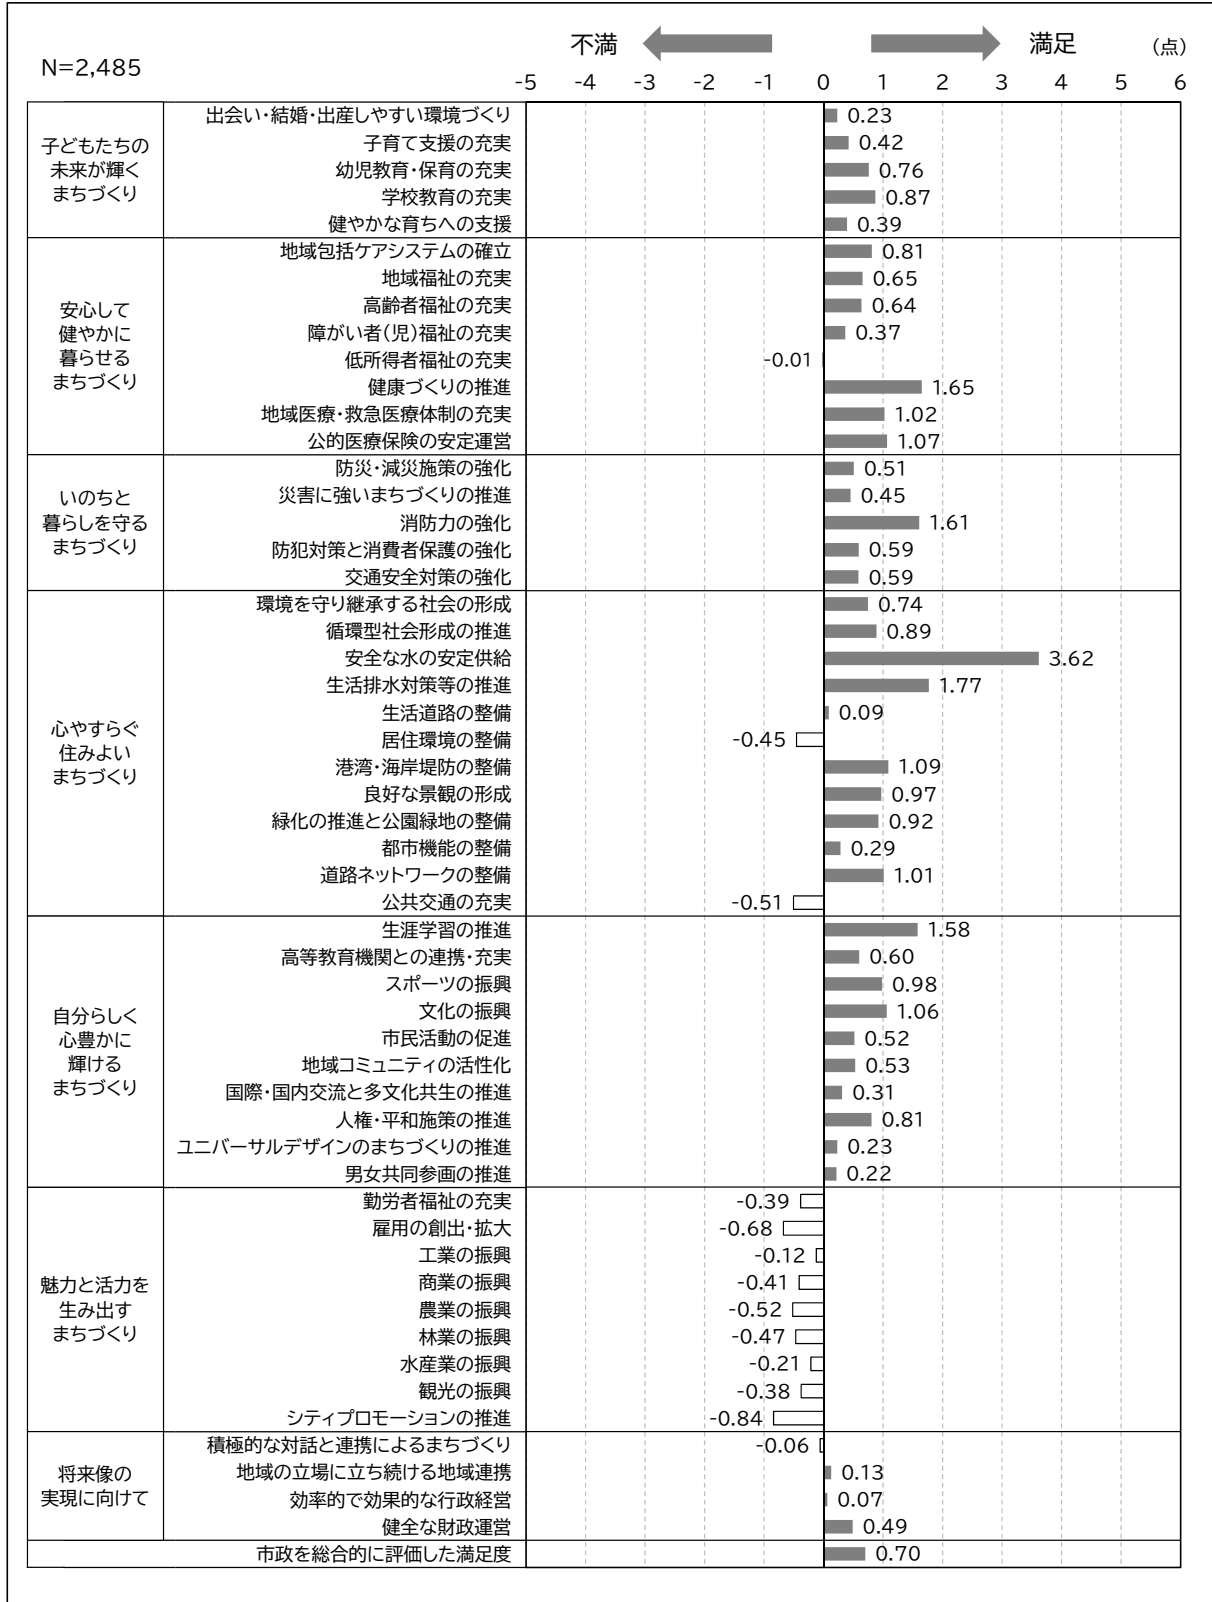 不満 満足 (点)
N=2,485
-5 -4 -3 -2 -1 0 1 2 3 4 5 6
子どもたちの
未来が輝く
まちづくり
出会い・結婚・出産しやすい環境づくり 0.23
子育て支援の充実 0.42
幼児教育・保育の充実 0.76
学校教育の充実 0.87
健やかな育ちへの支援 0.39
安心して
健やかに
暮らせる
まちづくり
地域包括ケアシステムの確立 0.81
地域福祉の充実 0.65
高齢者福祉の充実 0.64
障がい者(児)福祉の充実 0.37
低所得者福祉の充実 -0.01
健康づくりの推進 1.65
地域医療・救急医療体制の充実 1.02
公的医療保険の安定運営 1.07
いのちと
暮らしを守る
まちづくり
防災・減災施策の強化 0.51
災害に強いまちづくりの推進 0.45
消防力の強化 1.61
防犯対策と消費者保護の強化 0.59
交通安全対策の強化 0.59
心やすらぐ
住みよい
まちづくり
環境を守り継承する社会の形成 0.74
循環型社会形成の推進 0.89
安全な水の安定供給 3.62
生活排水対策等の推進 1.77
生活道路の整備 0.09
居住環境の整備 -0.45
港湾・海岸堤防の整備 1.09
良好な景観の形成 0.97
緑化の推進と公園緑地の整備 0.92
都市機能の整備 0.29
道路ネットワークの整備 1.01
公共交通の充実 -0.51
自分らしく
心豊かに
輝ける
まちづくり
生涯学習の推進 1.58
高等教育機関との連携・充実 0.60
スポーツの振興 0.98
文化の振興 1.06
市民活動の促進 0.52
地域コミュニティの活性化 0.53
国際・国内交流と多文化共生の推進 0.31
人権・平和施策の推進 0.81
ユニバーサルデザインのまちづくりの推進 0.23
男女共同参画の推進 0.22
魅力と活力を
生み出す
まちづくり
勤労者福祉の充実 -0.39
雇用の創出・拡大 -0.68
工業の振興 -0.12
商業の振興 -0.41
農業の振興 -0.52
林業の振興 -0.47
水産業の振興 -0.21
観光の振興 -0.38
シティプロモーションの推進 -0.84
将来像の
実現に向けて
積極的な対話と連携によるまちづくり -0.06
地域の立場に立ち続ける地域連携 0.13
効率的で効果的な行政経営 0.07
健全な財政運営 0.49
市政を総合的に評価した満足度 0.70